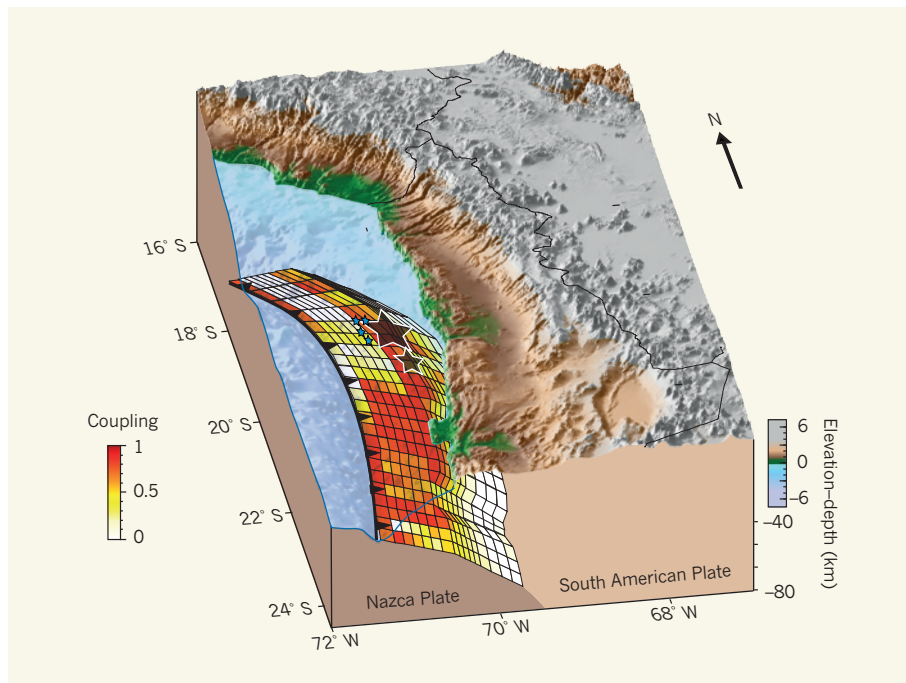 N
16° S
18° S
20° S
22° S
24° S
72° W
70° W
68° W
Coupling
1
0.5
0
6
0
–6
–40
–80
Elevation–depth (km)
Nazca Plate
South American Plate